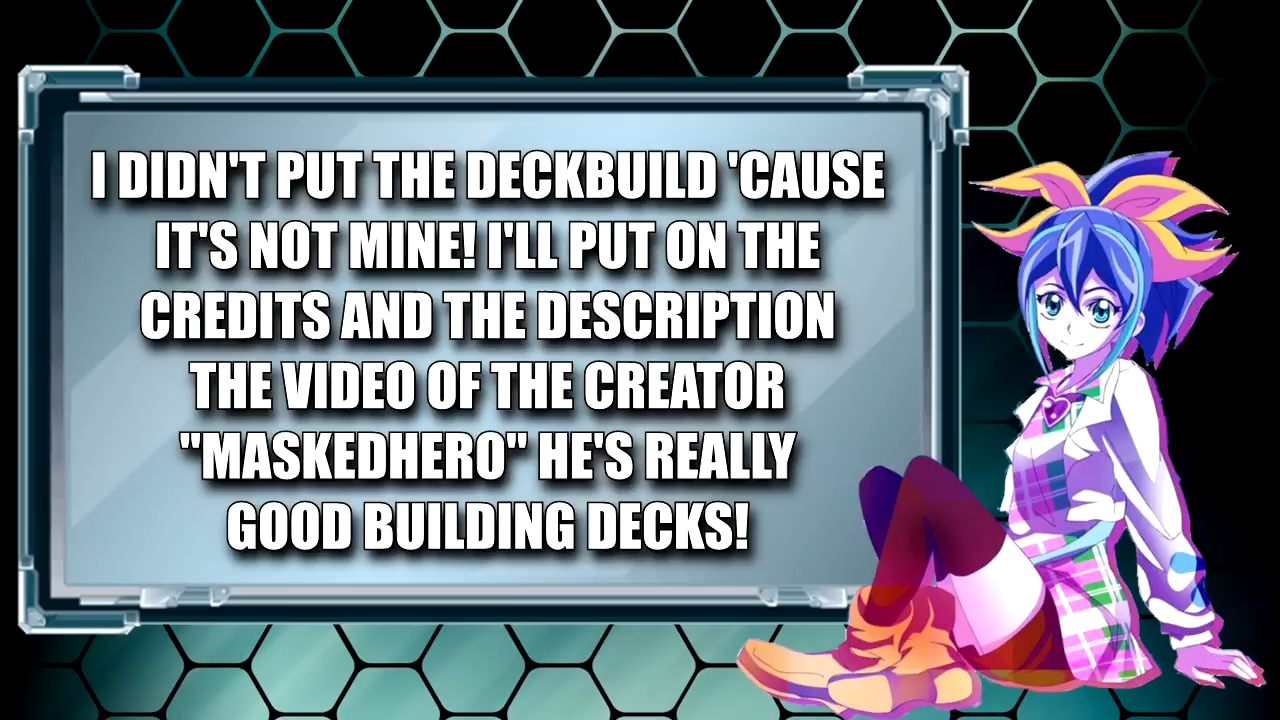 I DIDN'T PUT THE DECKBUILD 'CAUSE
IT'S NOT MINE! I'LL PUT ON THE
CREDITS AND THE DESCRIPTION
THE VIDEO OF THE CREATOR
"MASKEDHERO" HE'S REALLY
GOOD BUILDING DECKS!